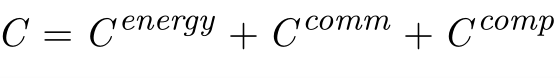 C = C^{energy} + C^{comm} + C^{comp}